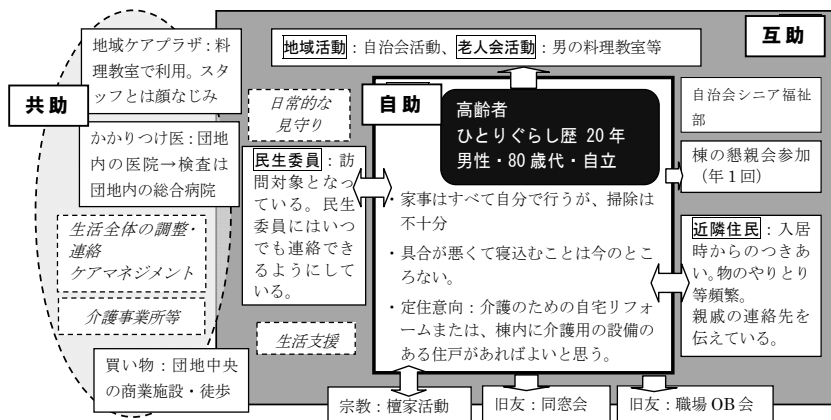 地域ケアプラザ：料
理教室で利用。スタ
ッフとは顔なじみ
共助
かかりつけ医：団地
内の医院→検査は
団地内の総合病院
生活全体の調整・
連絡
ケアマネジメント
介護事業所等
買い物：団地中央
の商業施設・徒歩
地域活動：自治会活動、老人会活動：男の料理教室等
互助
日常的な
見守り
民生委員：訪
問対象となっ
ている。民生
委員にはいつ
でも連絡でき
るようにして
いる。
生活支援
自助
高齢者
ひとりぐらし歴 20 年
男性・80 歳代・自立
・家事はすべて自分で行うが、掃除は
不十分
・具合が悪くて寝込むことは今のとこ
ろない。
・定住意向：介護のための自宅リフォ
ームまたは、棟内に介護用の設備の
ある住戸があればよいと思う。
自治会シニア福祉
部
棟の懇親会参加
（年 1 回）
近隣住民：入居
時からのつきあ
い。物のやりとり
等頻繁。
親戚の連絡先を
伝えている。
宗教：檀家活動
旧友：同窓会
旧友：職場 OB 会